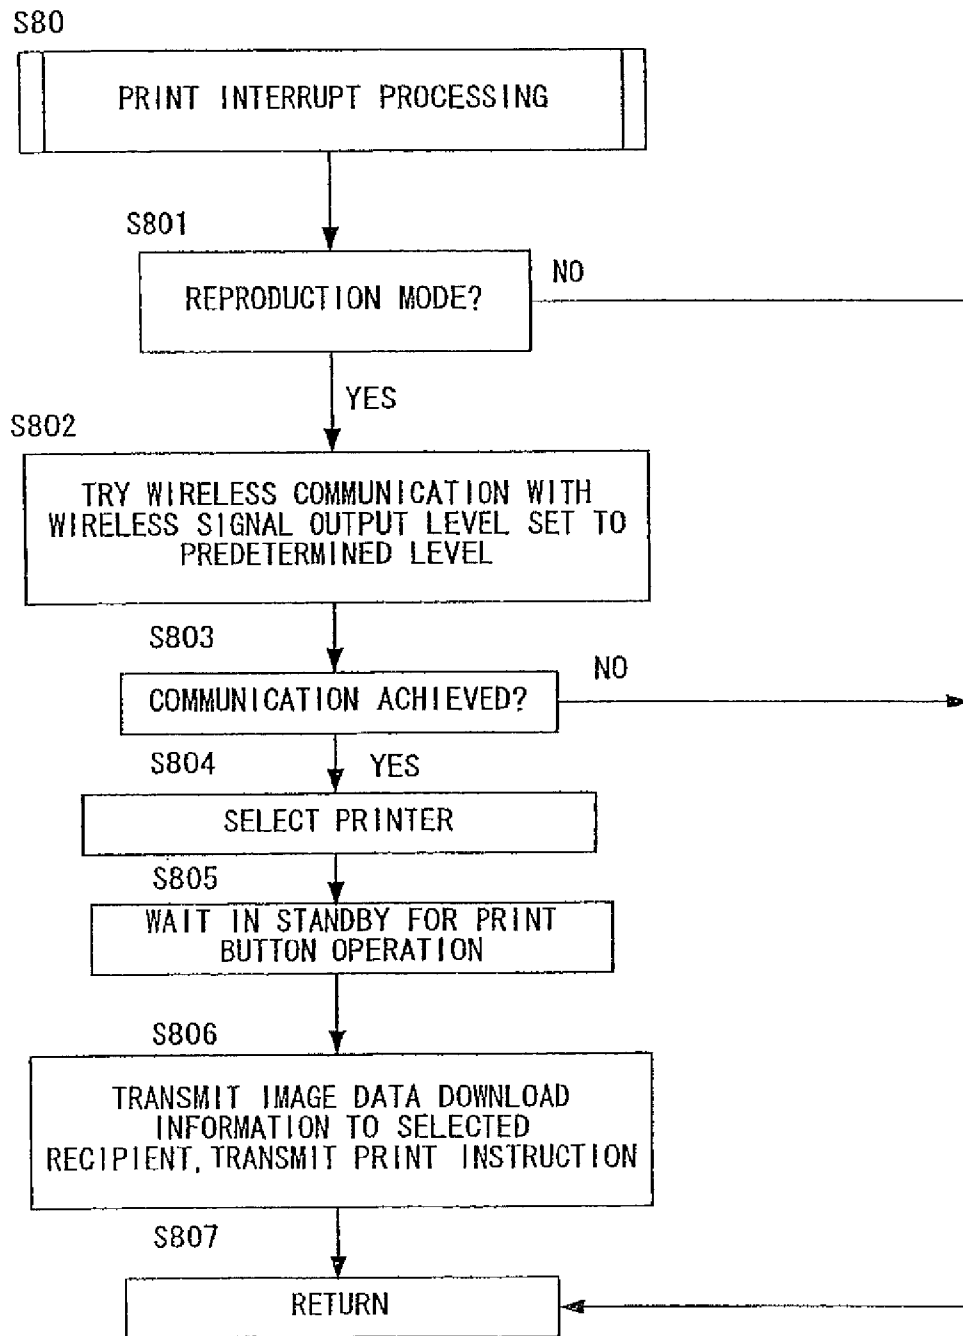 S80
PRINT INTERRUPT PROCESSING
S801
REPRODUCTION MODE?
NO
YES
S802
TRY WIRELESS COMMUNICATION WITH
WIRELESS SIGNAL OUTPUT LEVEL SET TO
PREDETERMINED LEVEL
S803
COMMUNICATION ACHIEVED?
NO
S804
YES
SELECT PRINTER
S805
WAIT IN STANDBY FOR PRINT
BUTTON OPERATION
S806
TRANSMIT IMAGE DATA DOWNLOAD
INFORMATION TO SELECTED
RECIPIENT, TRANSMIT PRINT INSTRUCTION
S807
RETURN